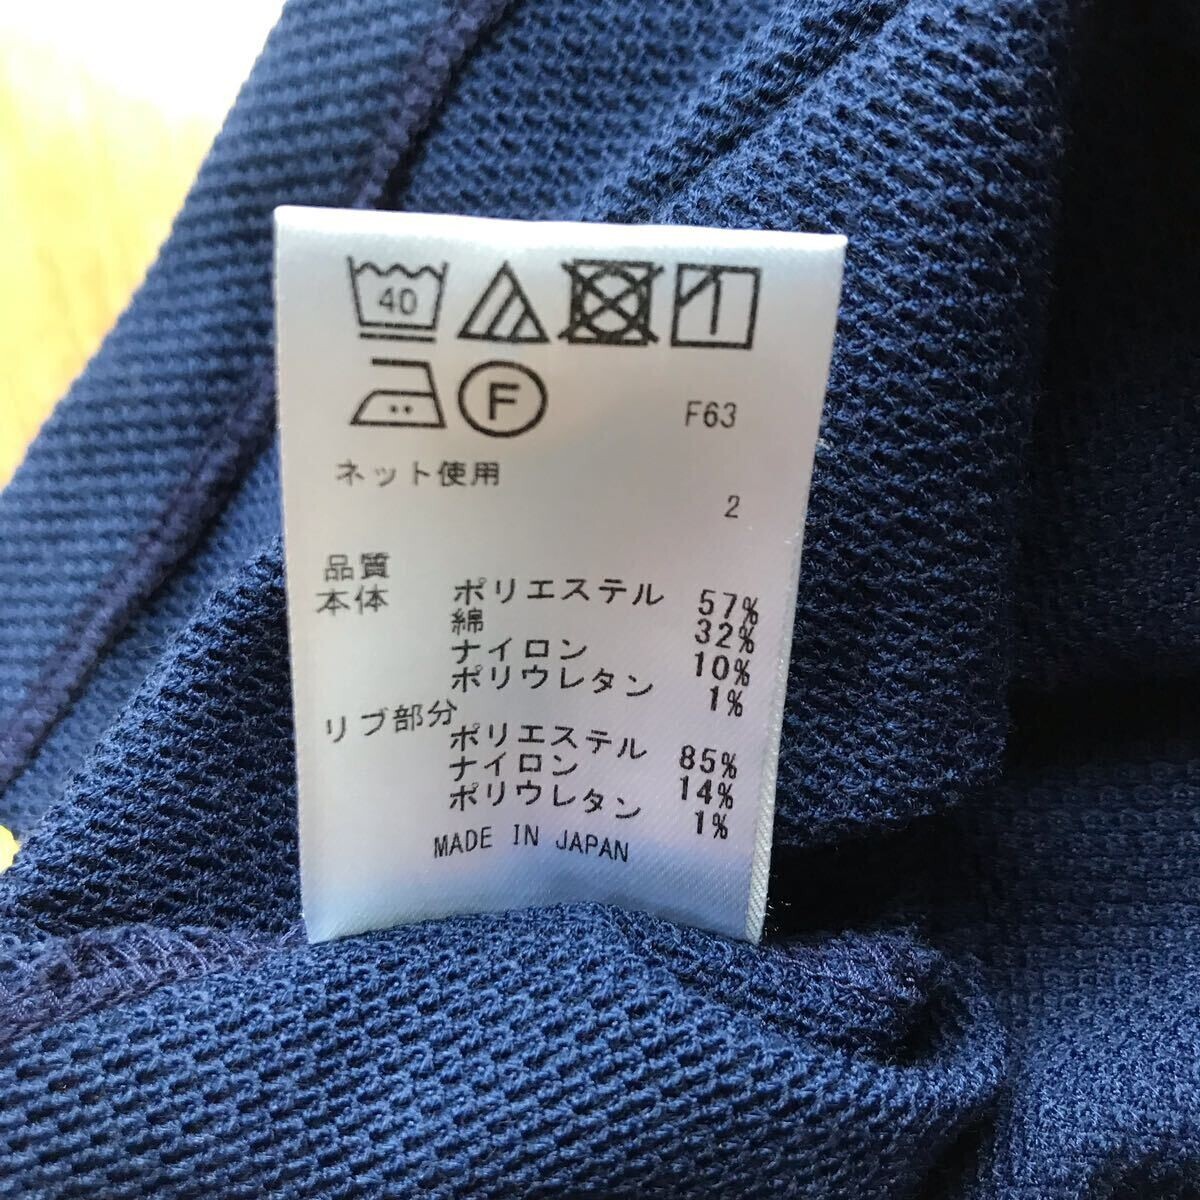 40
F
F63
ネット使用
2
品質
本体 ポリエステル 57%
綿 32%
ナイロン 10%
ポリウレタン 1%
リブ部分
ポリエステル 85%
ナイロン 14%
ポリウレタン 1%
MADE IN JAPAN